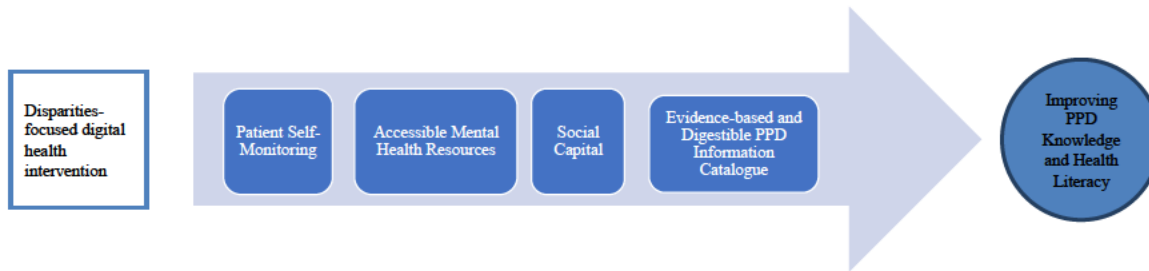 Disparities-
focused digital
health
intervention
Patient Self-
Monitoring
Accessible Mental
Health Resources
Social
Capital
Evidence-based and
Digestible PPD
Information
Catalogue
Improving
PPD
Knowledge
and Health
Literacy